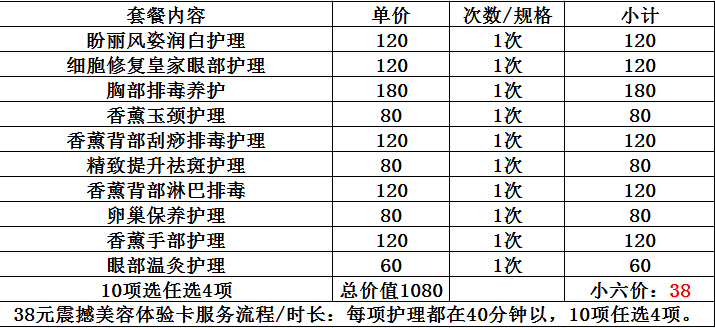 套餐内容 单价 次数/规格 小计
盼丽风姿润白护理 120 1次 120
细胞修复皇家眼部护理 120 1次 120
胸部排毒养护 180 1次 180
香薰玉颈护理 80 1次 80
香薰背部刮痧排毒护理 120 1次 120
精致提升祛斑护理 80 1次 80
香薰背部淋巴排毒 120 1次 120
卵巢保养护理 80 1次 80
香薰手部护理 120 1次 120
眼部温灸护理 60 1次 60
10项选任选4项 总价值1080 小六价：38
38元震撼美容体验卡服务流程/时长：每项护理都在40分钟以，10项任选4项。